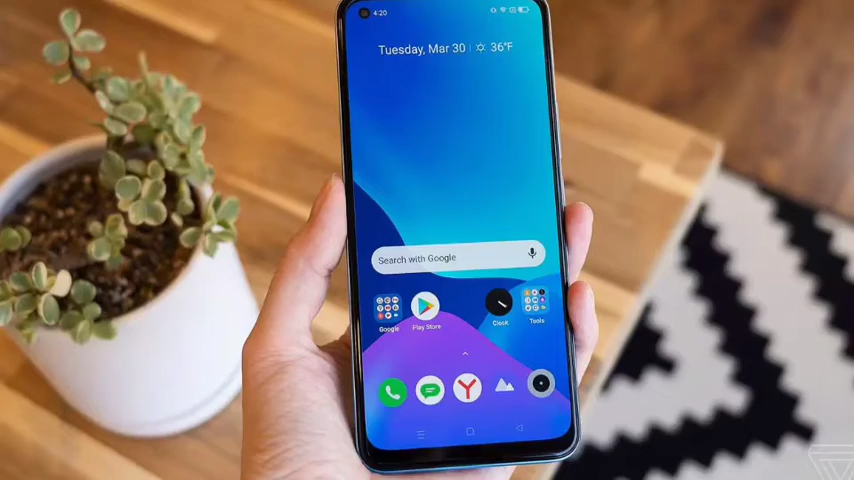 4:20
Tuesday, Mar 30 36°F
Search with Google
Google
Play Store
Clock
Tools